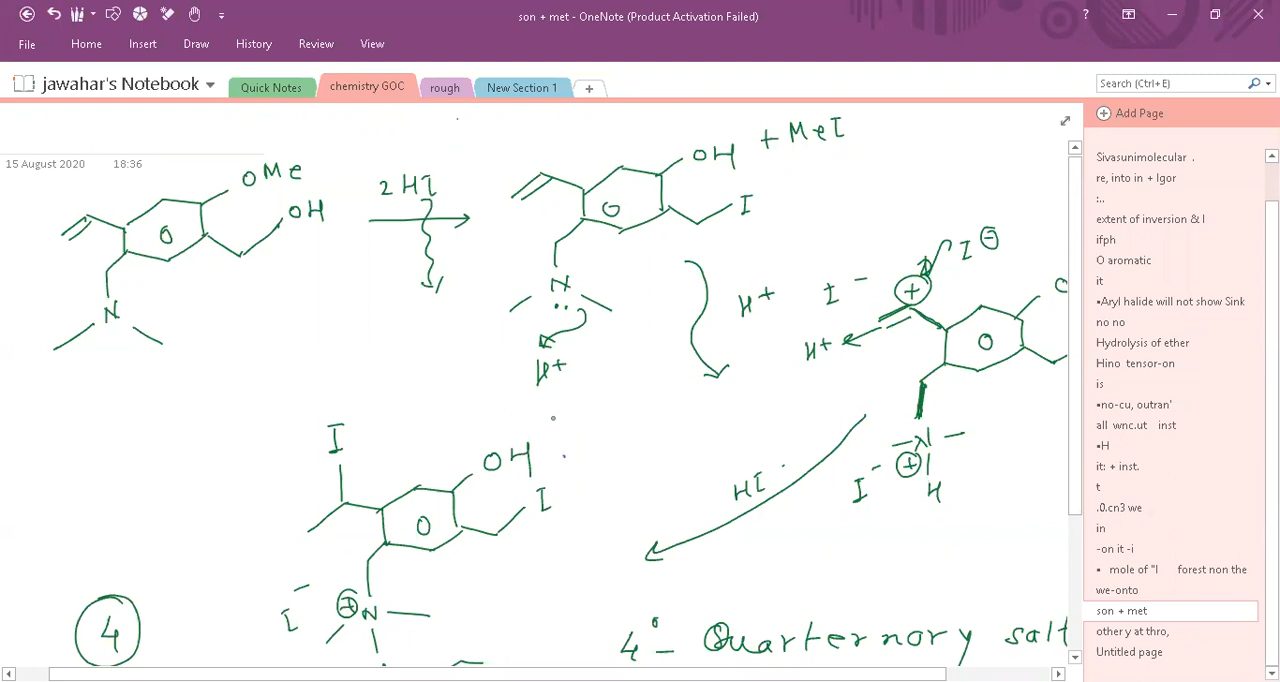 son + met - OneNote (Product Activation Failed)
?
File Home Insert Draw History Review View
jawahar's Notebook
Quick Notes
chemistry GOC
rough
New Section 1
Search (Ctrl+E)
Add Page
15 August 2020 18:36
OMe
OH
O
N
2 HI
OH + MeI
I
O
N
H+
H+
I⊖
I-
+
H+
O
I-
N
+
H
HI
I
OH
I
O
I-
+
N
4
4°- Quarternory salt
Sivasunimolecular .
re, into in + Igor
:..
extent of inversion & I
ifph
O aromatic
it
•Aryl halide will not show Sink
no no
Hydrolysis of ether
Hino tensor-on
is
•no-cu, outran'
all wnc.ut inst
•H
it: + inst.
t
.0.cn3 we
in
-on it -i
• mole of "I forest non the
we-onto
son + met
other y at thro,
Untitled page